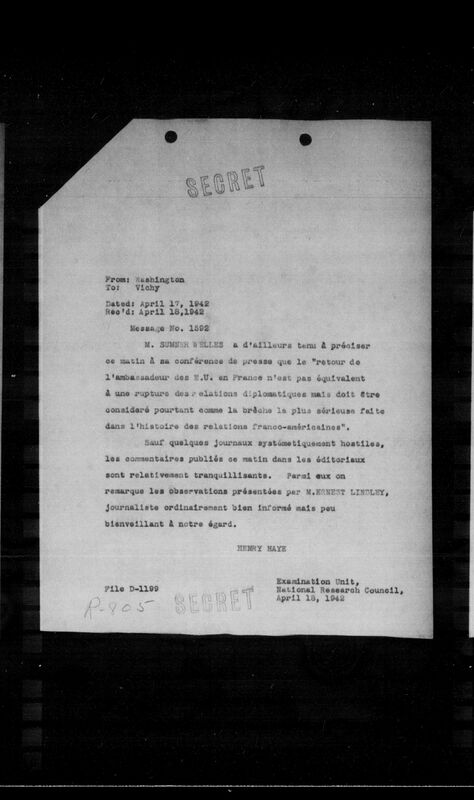 SECRET
From: Washington
To: Vichy
Dated: April 17, 1942
Rec'd: April 18,1942
Message No. 1592
M. SUMNER WELLES a d'ailleurs tenu à préciser
ce matin à sa conférence de presse que le "retour de
l'ambassadeur des E.U. en France n'est pas équivalent
à une rupture des relations diplomatiques mais doit être
consideré pourtant comme la brèche la plus sérieuse faite
dans l'histoire des relations franco-américaines".
Sauf quelques journaux systémetiquement hostiles,
les commentaires publiés ce matin dans les éditoriaux
sont relativement tranquillisants. Parmi eux on
remarque les observations présentées par M.ERNEST LINDLEY,
journaliste ordinairement bien informé mais peu
bienveillant à notre égard.
HENRY HAYE
File D-1199
Examination Unit,
National Research Council,
April 18, 1942
R-905
SECRET